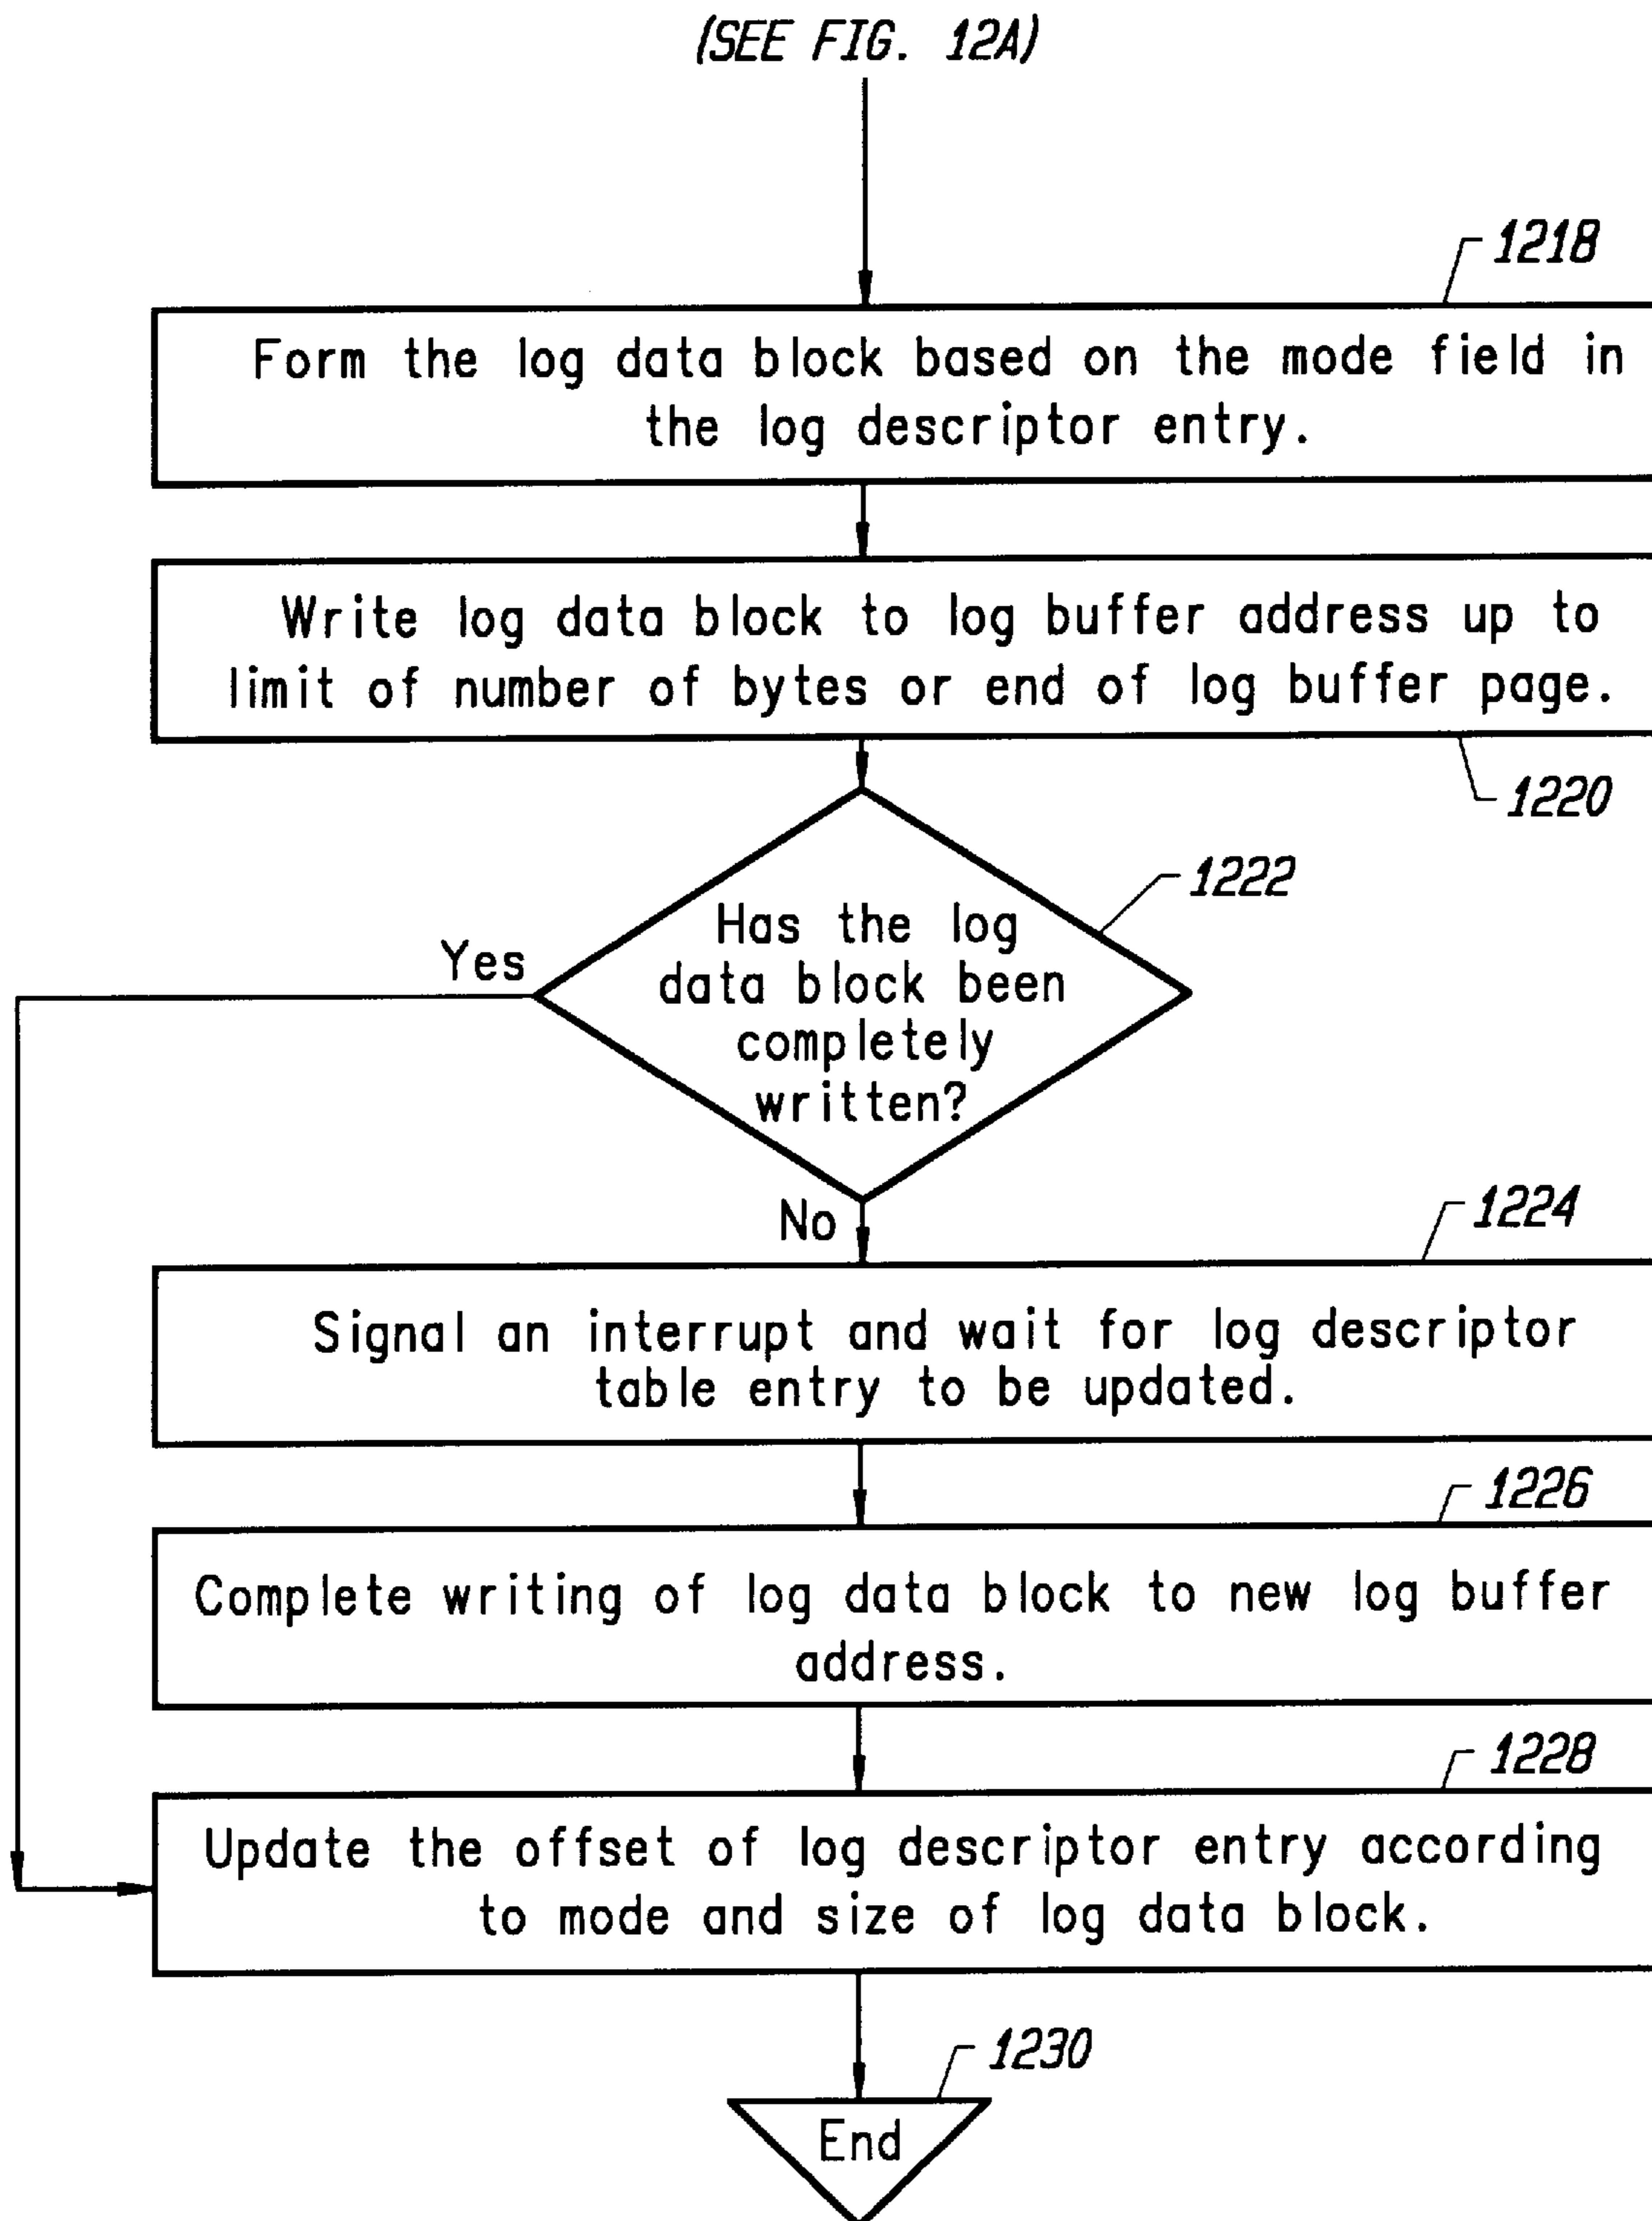 (SEE FIG. 12A)
1218
Form the log data block based on the mode field in
the log descriptor entry.
Write log data block to log buffer address up to
limit of number of bytes or end of log buffer page.
1220
1222
Has the log
data block been
completely
written?
Yes
No
1224
Signal an interrupt and wait for log descriptor
table entry to be updated.
1226
Complete writing of log data block to new log buffer
address.
1228
Update the offset of log descriptor entry according
to mode and size of log data block.
1230
End